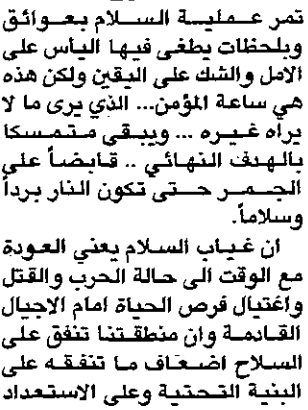 تمر عملية السلام بعوائق
وبلحظات يطغى فيها اليأس على
الامل والشك على اليقين ولكن هذه
هي ساعة المؤمن... الذي يرى ما لا
يراه غيره ... ويبقى متمسكا
بالهدف النهائي .. قابضاً على
الجمر حتى تكون النار برداً
وسلاماً.
ان غياب السلام يعني العودة
مع الوقت الى حالة الحرب والقتل
واغتيال فرص الحياة امام الاجيال
القادمة وان منطقتنا تنفق على
السلاح اضعاف ما تنفقه على
البنية التحتية وعلى الاستعداد